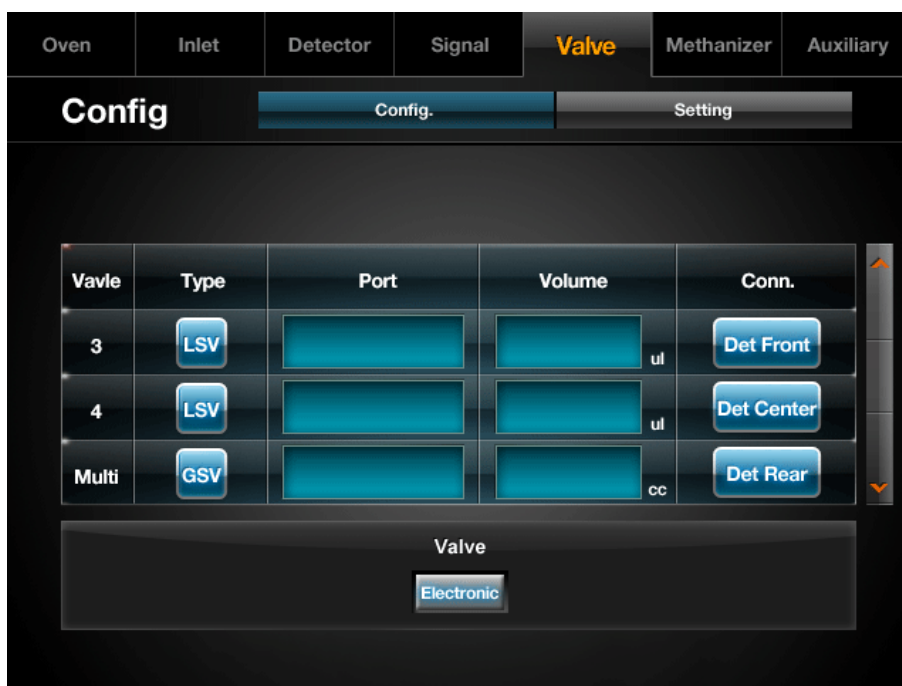 Oven Inlet Detector Signal Valve Methanizer Auxiliary
Config Config. Setting
Vavle Type Port Volume Conn.
3 LSV ul Det Front
4 LSV ul Det Center
Multi GSV cc Det Rear
Valve
Electronic